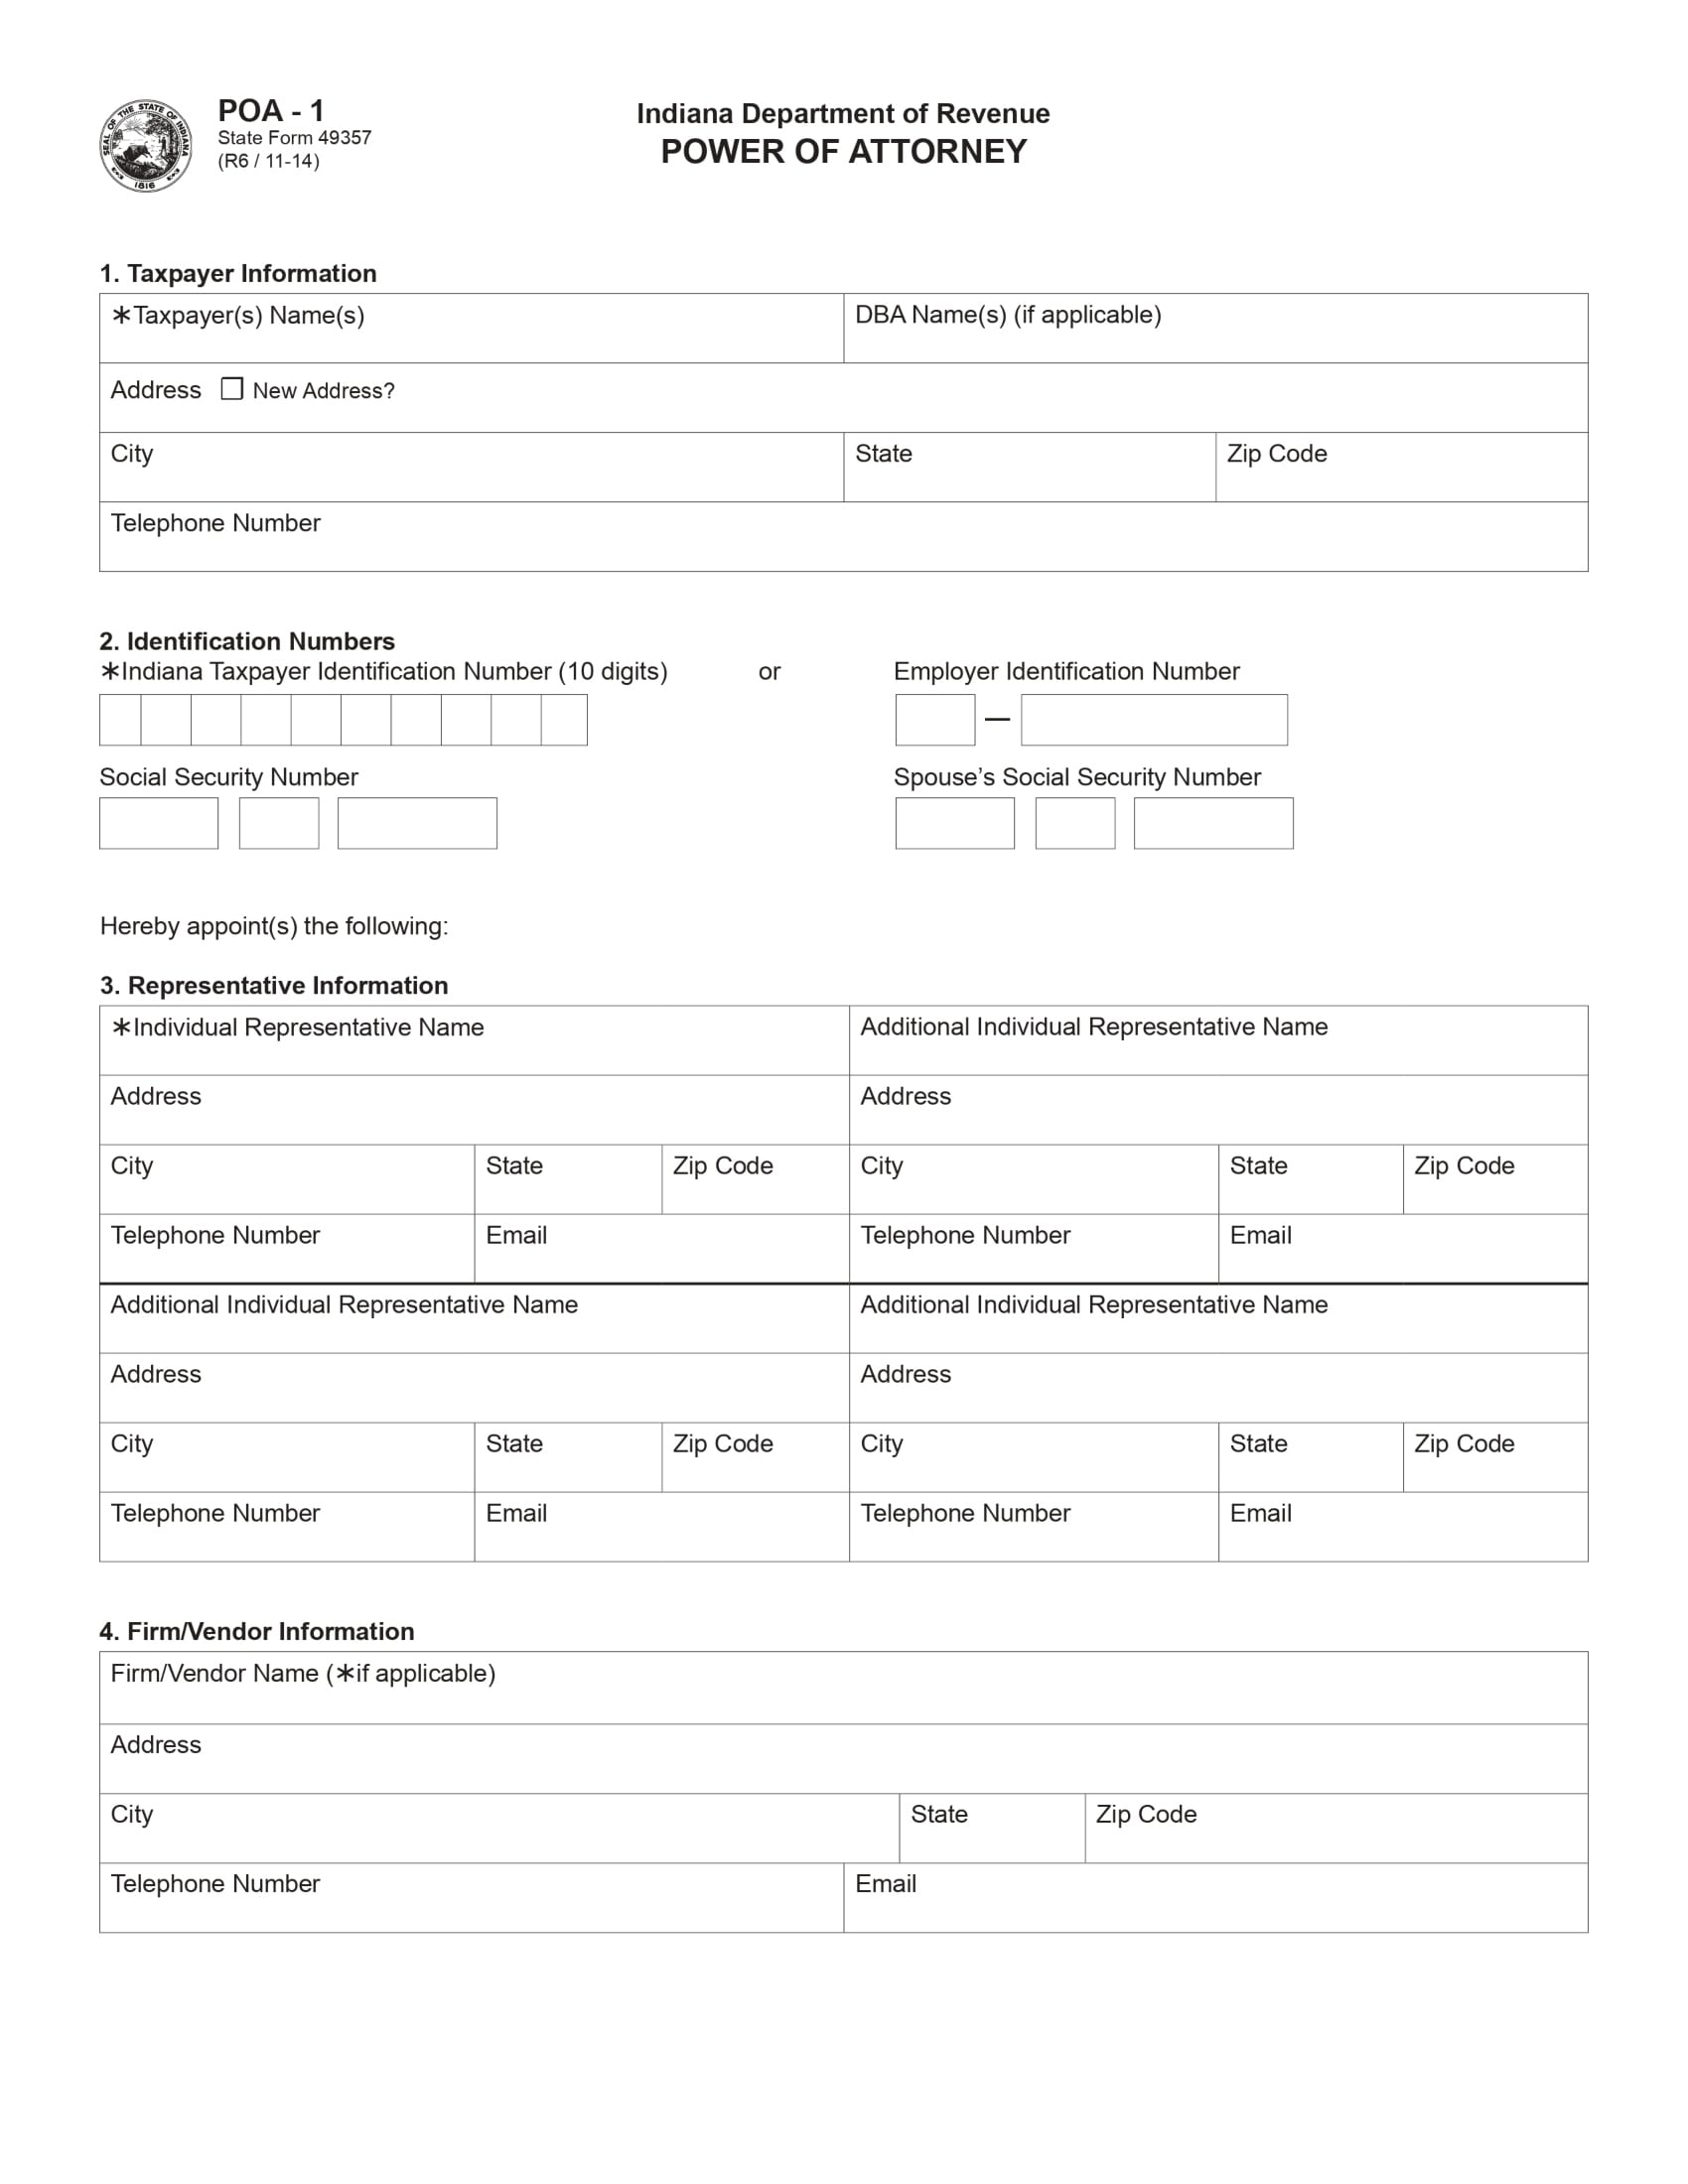 SEAL OF THE STATE OF INDIANA
1816
POA - 1
State Form 49357
(R6 / 11-14)
Indiana Department of Revenue
POWER OF ATTORNEY
1. Taxpayer Information
∗Taxpayer(s) Name(s) DBA Name(s) (if applicable)
Address ❒ New Address?
City State Zip Code
Telephone Number
2. Identification Numbers
∗Indiana Taxpayer Identification Number (10 digits) or Employer Identification Number
—
Social Security Number Spouse’s Social Security Number
Hereby appoint(s) the following:
3. Representative Information
∗Individual Representative Name Additional Individual Representative Name
Address Address
City State Zip Code City State Zip Code
Telephone Number Email Telephone Number Email
Additional Individual Representative Name Additional Individual Representative Name
Address Address
City State Zip Code City State Zip Code
Telephone Number Email Telephone Number Email
4. Firm/Vendor Information
Firm/Vendor Name (∗if applicable)
Address
City State Zip Code
Telephone Number Email